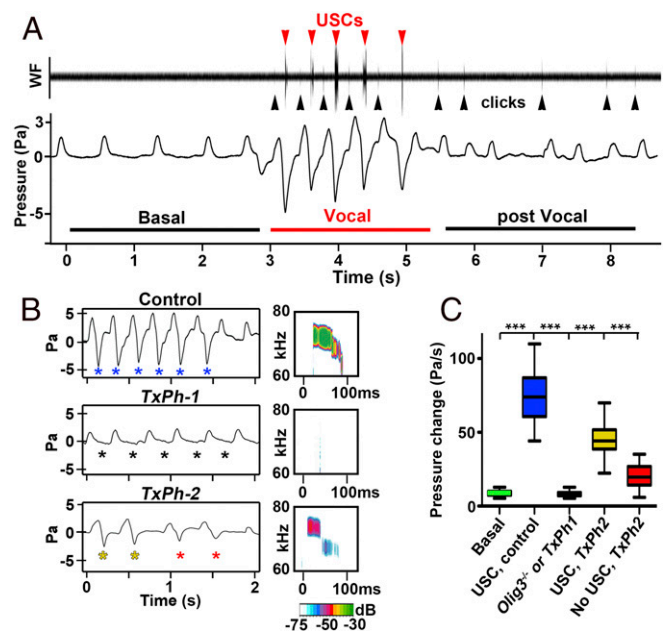 A
USCs
WF
clicks
Pressure (Pa)
3
0
-5
Basal
Vocal
post Vocal
0 1 2 3 4 5 6 7 8
Time (s)
B
Control
Pa
5
0
-5
* * * * * *
80
kHz
60
0 100ms
TxPh-1
Pa
5
0
-5
* * * * *
80
kHz
60
0 100ms
TxPh-2
Pa
5
0
-5
* * * *
0 1 2
Time (s)
80
kHz
60
0 100ms
dB
-75 -50 -30
C
*** *** *** ***
Pressure change (Pa/s)
100
50
0
Basal
USC, control
Olig3-/- or TxPh1
USC, TxPh2
No USC, TxPh2